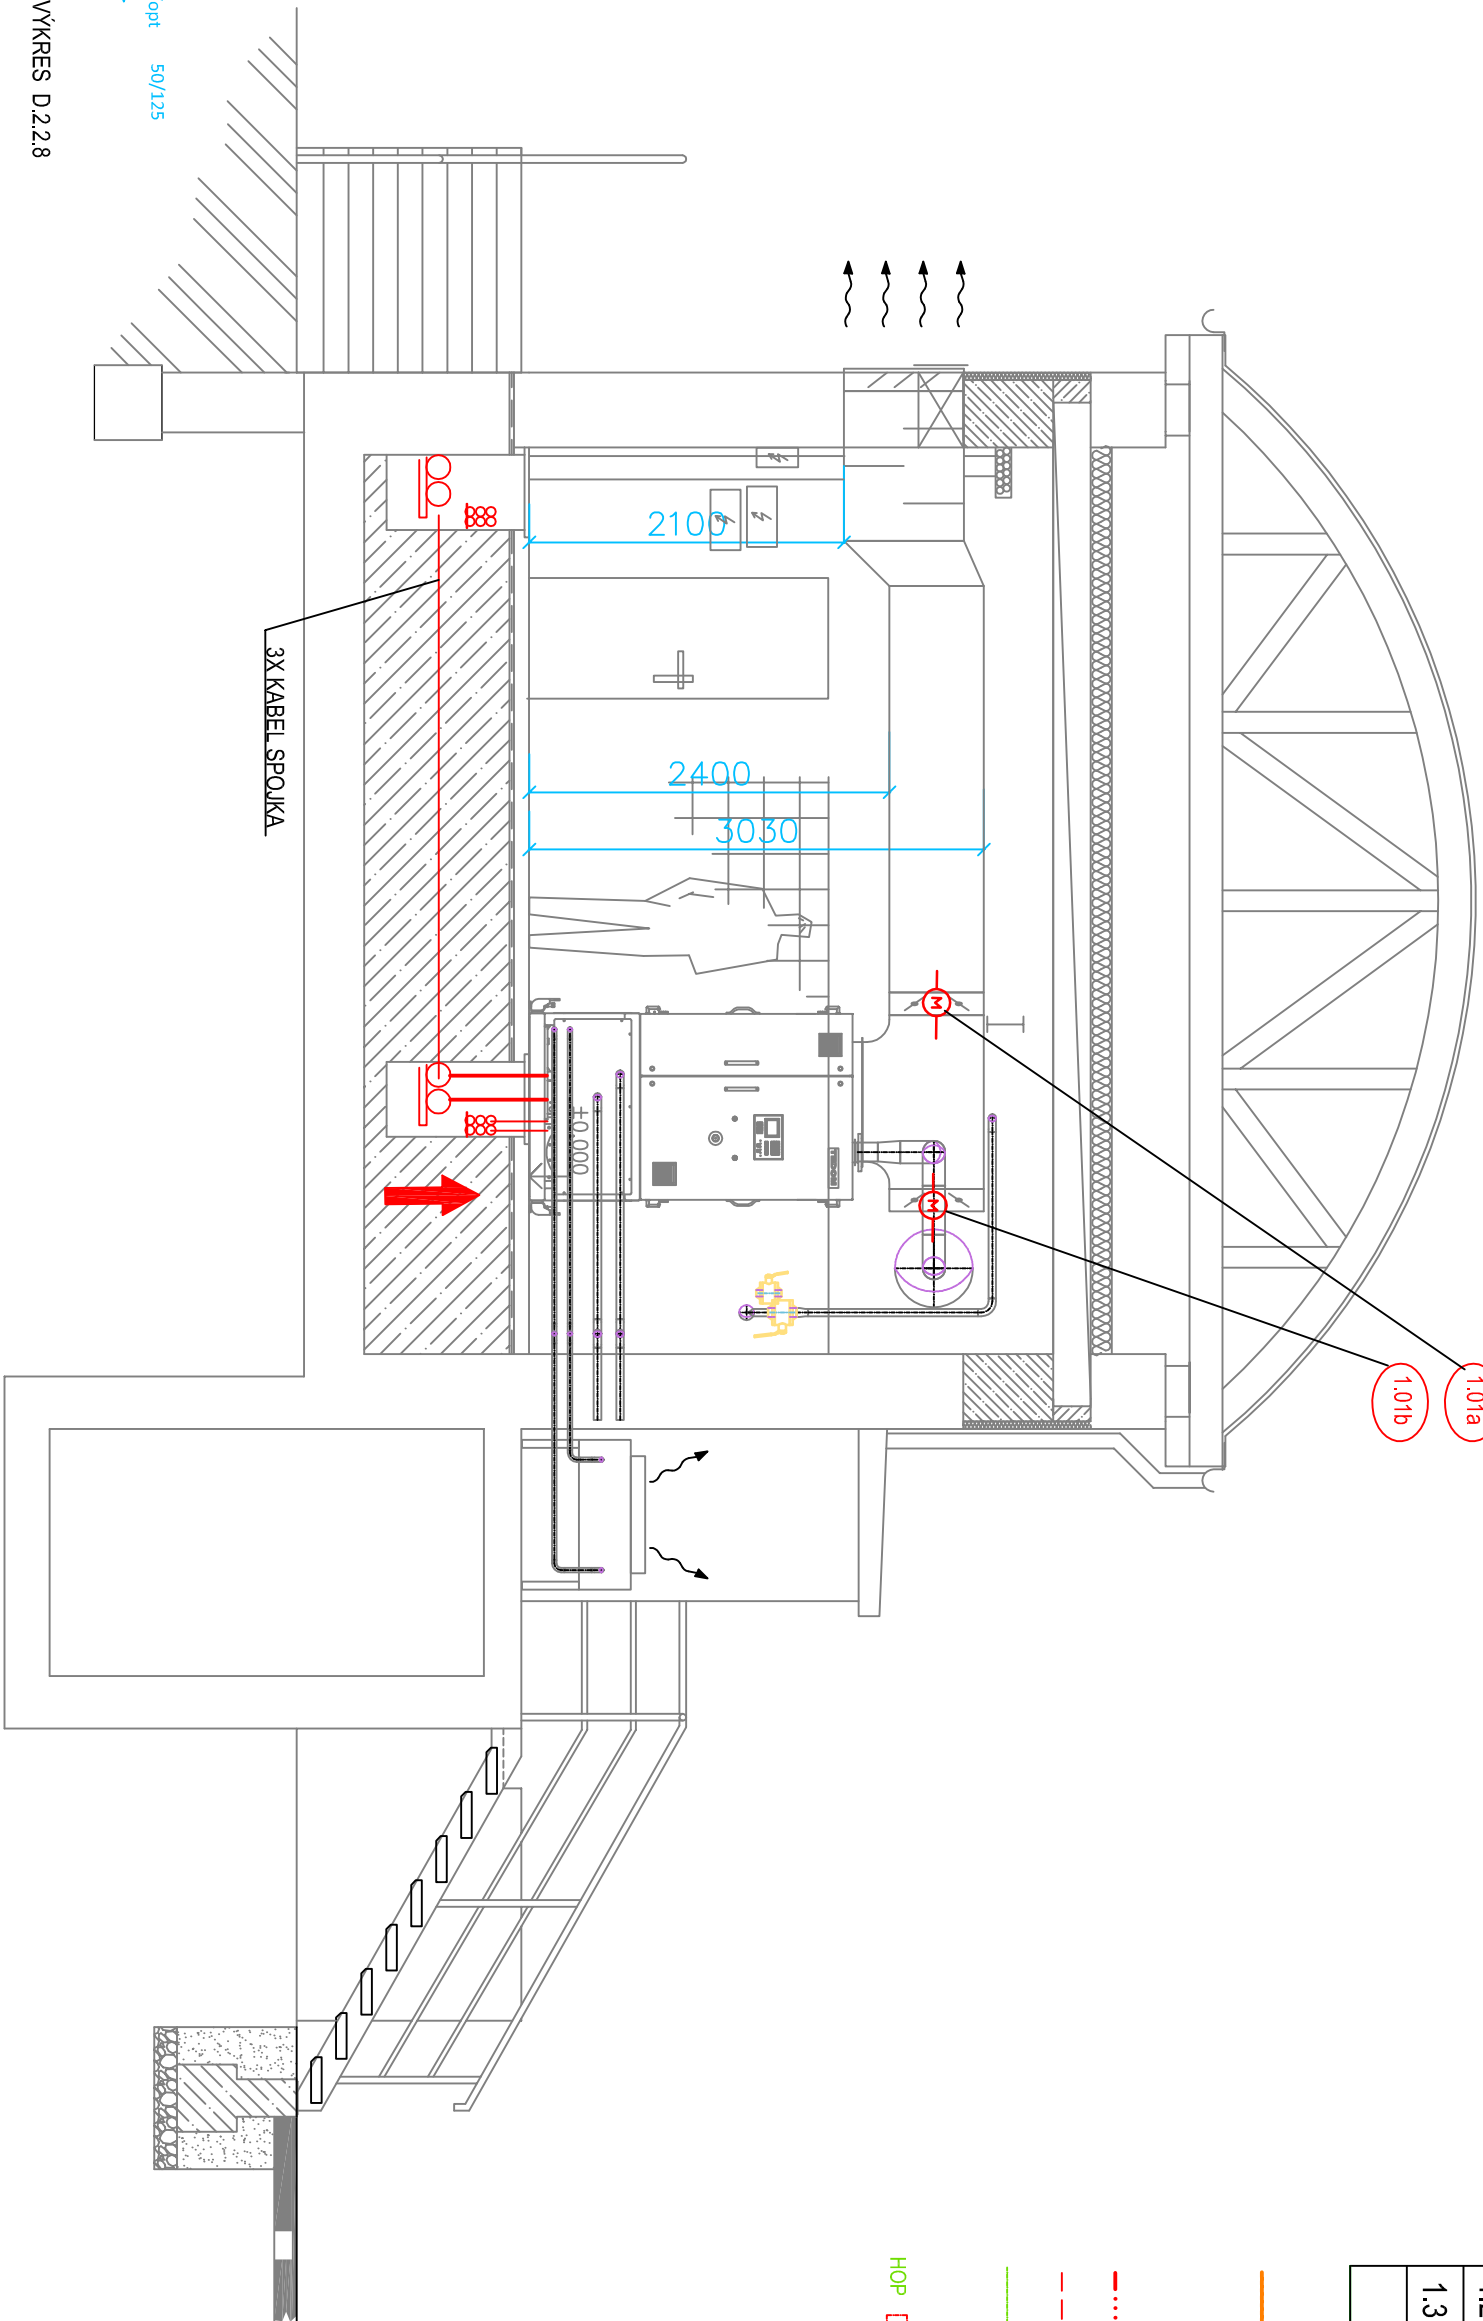 1.01a
1.01b
2100
2400
3030
±0.000
TEDOM
M
M
3X KABEL SPOJKA
opt 50/125
VÝKRES D.2.2.8
1.3
HOP